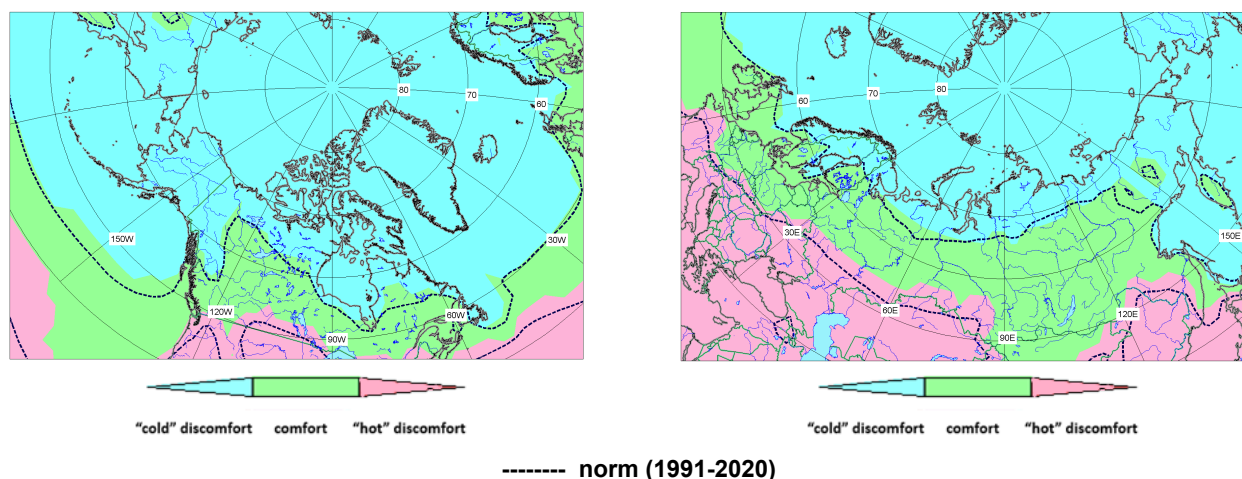 80
70
60
30W
150W
120W
90W
60W
80
70
60
30E
60E
90E
120E
150E
"cold" discomfort comfort "hot" discomfort
"cold" discomfort comfort "hot" discomfort
-------- norm (1991-2020)